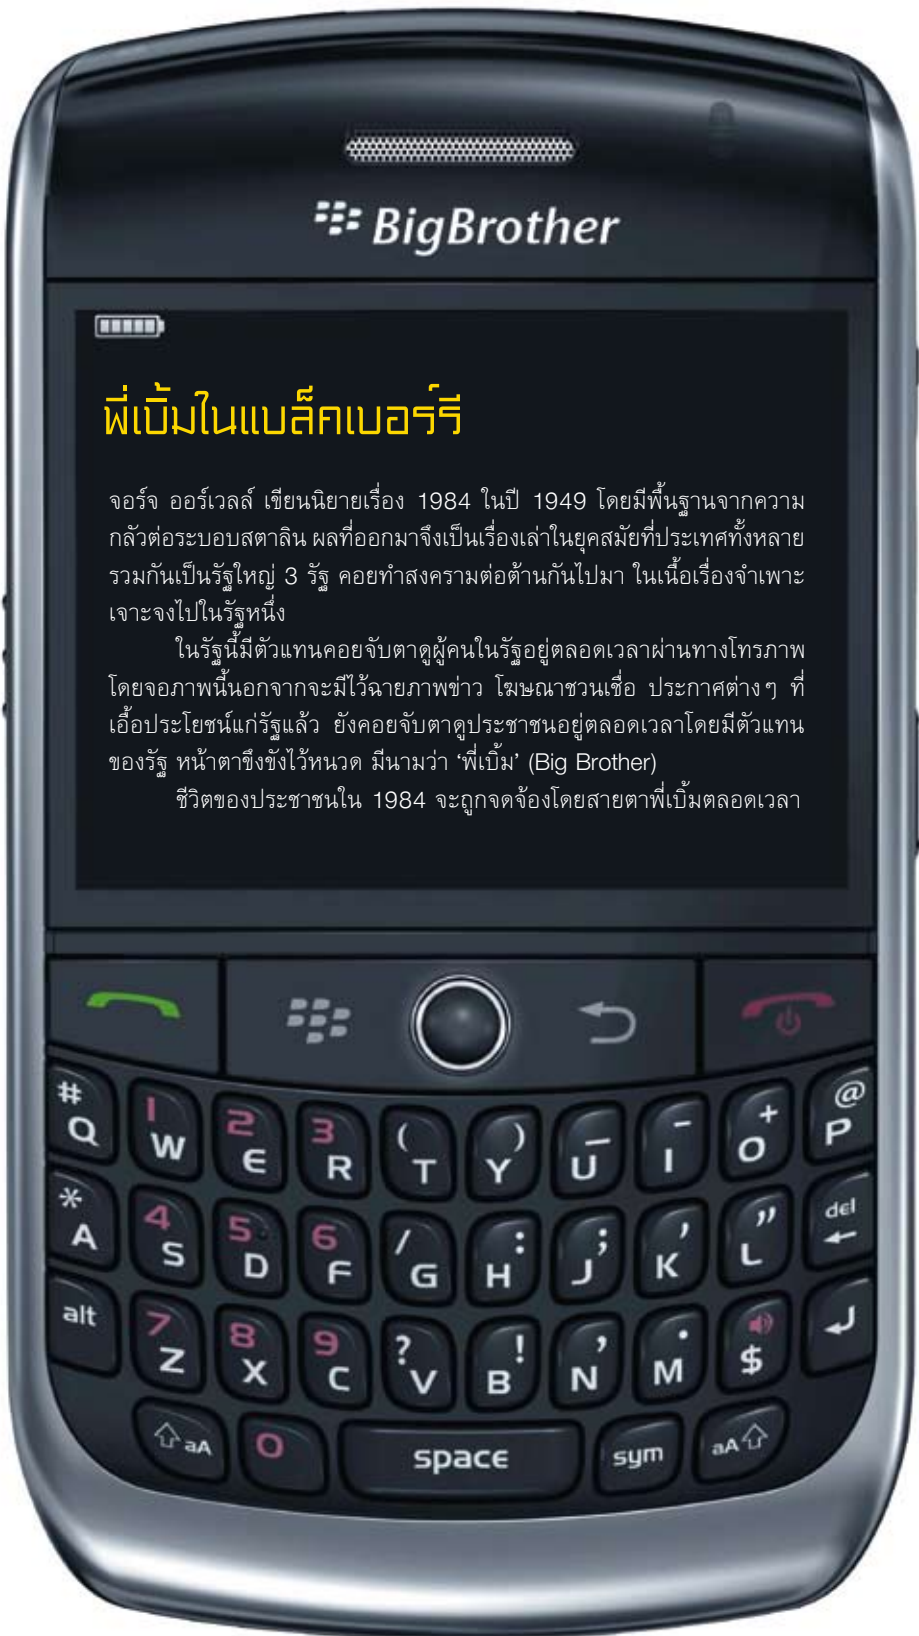 BigBrother
พี่เบิ้มในแบล็คเบอร์รี่
จอร์จ ออร์เวลล์ เขียนนิยายเรื่อง 1984 ในปี 1949 โดยมีพื้นฐานจากความ
กลัวต่อระบอบสตาลิน ผลที่ออกมาจึงเป็นเรื่องเล่าในยุคสมัยที่ประเทศทั้งหลาย
รวมกันเป็นรัฐใหญ่ 3 รัฐ คอยทำสงครามต่อต้านกันไปมา ในเนื้อเรื่องจำเพาะ
เจาะจงไปในรัฐหนึ่ง
ในรัฐนี้มีตัวแทนคอยจับตาดูผู้คนในรัฐอยู่ตลอดเวลาผ่านทางโทรภาพ
โดยจอภาพนี้นอกจากจะมีไว้ฉายภาพข่าว โฆษณาชวนเชื่อ ประกาศต่างๆ ที่
เอื้อประโยชน์แก่รัฐแล้ว ยังคอยจับตาดูประชาชนอยู่ตลอดเวลาโดยมีตัวแทน
ของรัฐ หน้าตาขึงขังไว้หนวด มีนามว่า ‘พี่เบิ้ม’ (Big Brother)
ชีวิตของประชาชนใน 1984 จะถูกจดจ้องโดยสายตาพี่เบิ้มตลอดเวลา
# 1 2 3 ( ) _ - + @
Q W E R T Y U I O P
* 4 5 6 / : ; ' " del
A S D F G H J K L
alt 7 8 9 ? ! , .
Z X C V B N M $
aA 0 space sym aA